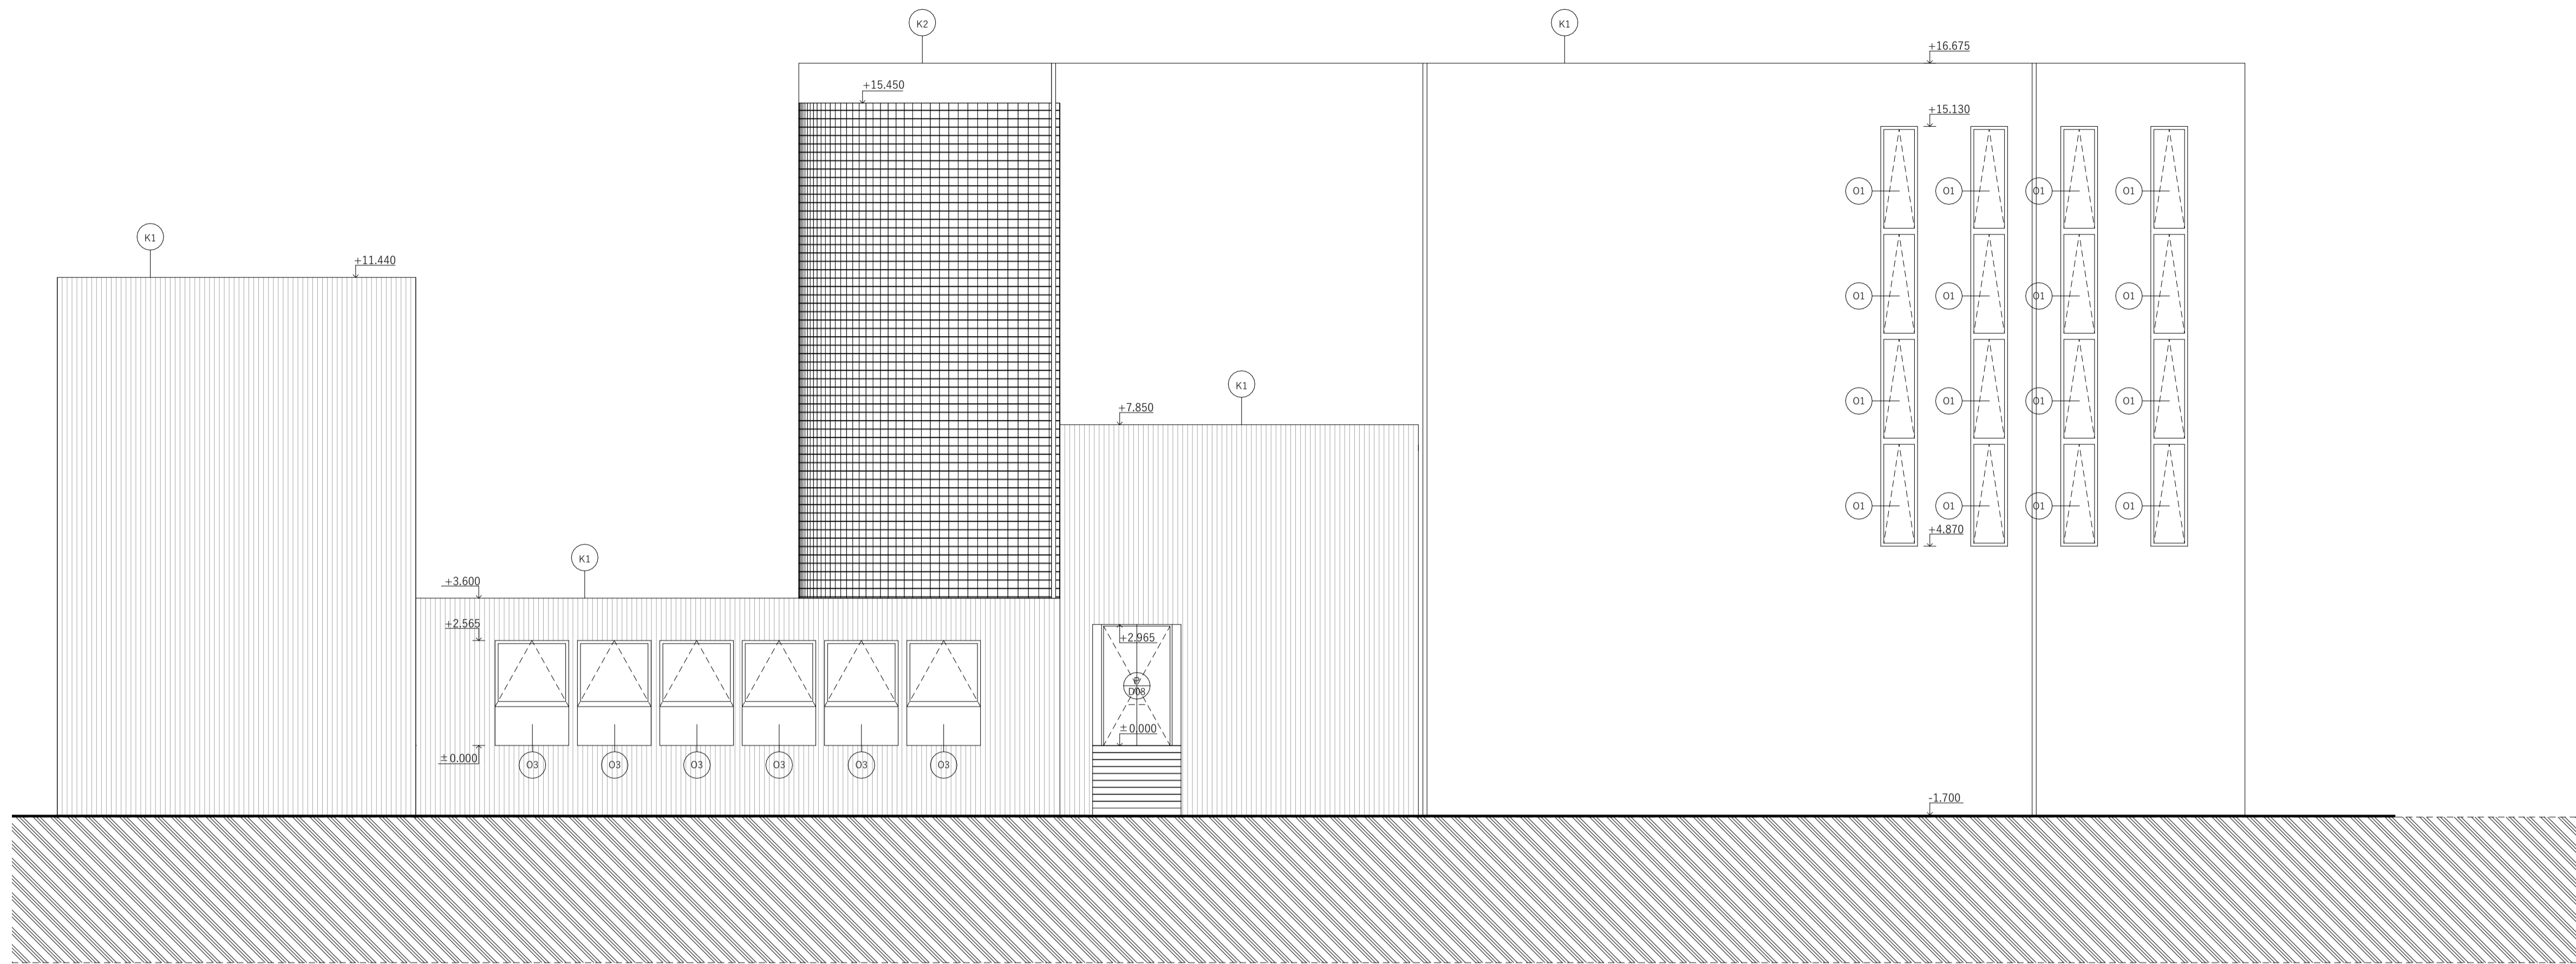 K2
K1
+16.675
+15.450
+15.130
O1
O1
O1
O1
K1
+11.440
O1
O1
O1
O1
K1
+7.850
O1
O1
O1
O1
O1
O1
O1
O1
+4.870
K1
+3.600
+2.565
+2.965
D08
±0.000
±0.000
O3
O3
O3
O3
O3
O3
-1.700